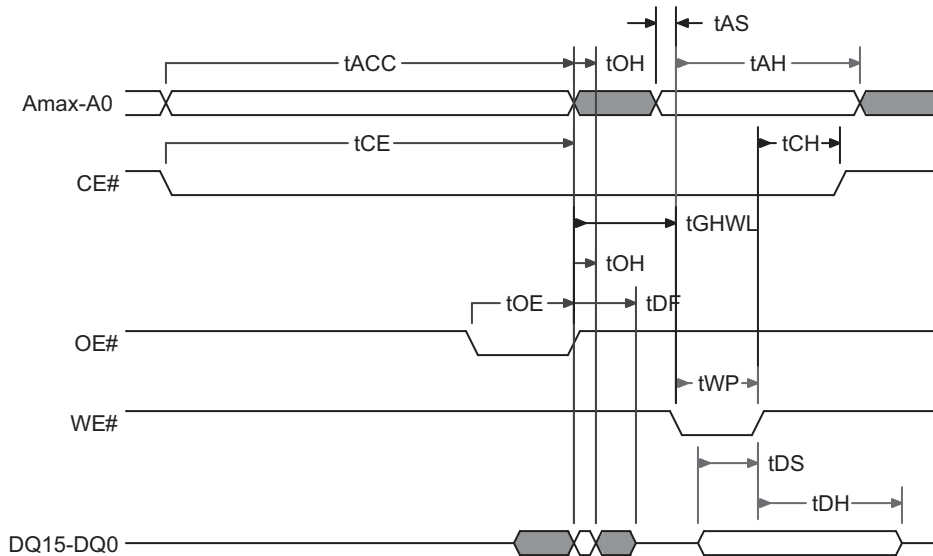 tAS
tACC
tOH
tAH
Amax-A0
tCE
tCH
CE#
tGHWL
tOH
tOE
tDF
OE#
tWP
WE#
tDS
tDH
DQ15-DQ0